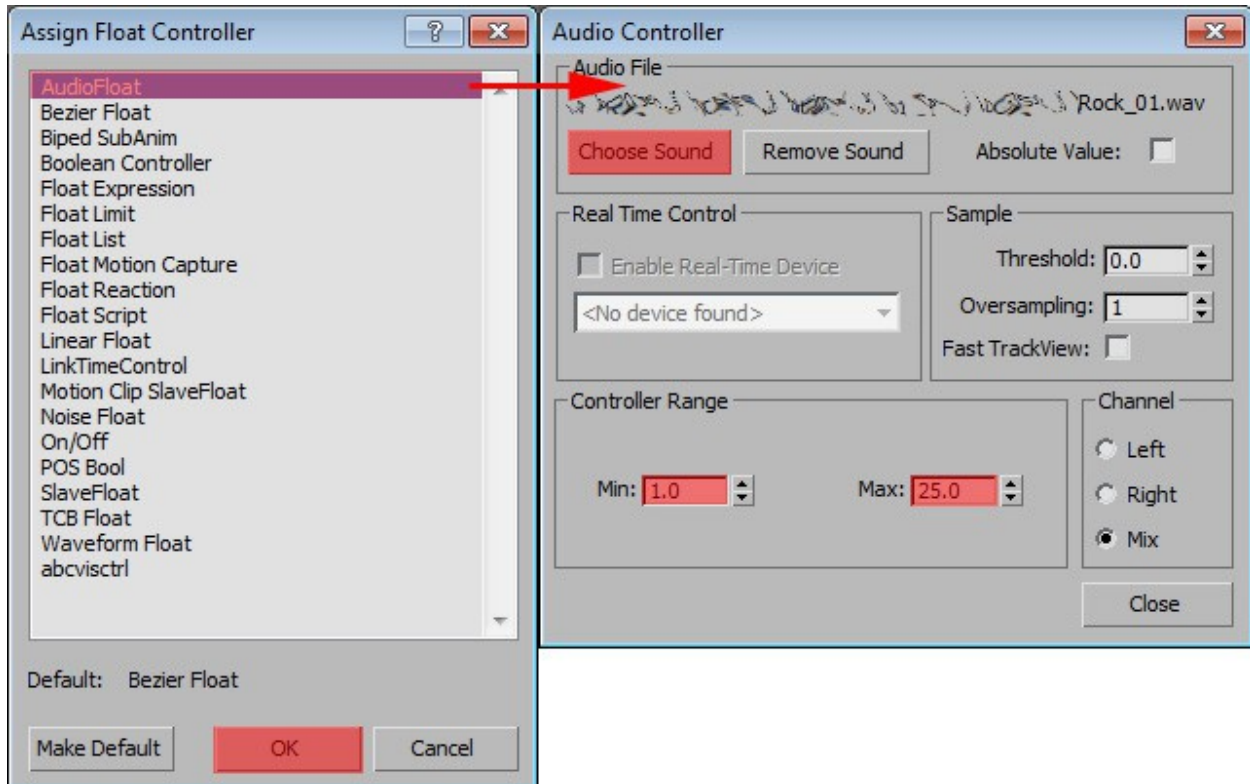 Assign Float Controller
AudioFloat
Bezier Float
Biped SubAnim
Boolean Controller
Float Expression
Float Limit
Float List
Float Motion Capture
Float Reaction
Float Script
Linear Float
LinkTimeControl
Motion Clip SlaveFloat
Noise Float
On/Off
POS Bool
SlaveFloat
TCB Float
Waveform Float
abcvisctrl
Default: Bezier Float
Make Default OK Cancel
Audio Controller
Audio File
Rock_01.wav
Choose Sound Remove Sound Absolute Value:
Real Time Control
Enable Real-Time Device
<No device found>
Sample
Threshold: 0.0
Oversampling: 1
Fast TrackView:
Controller Range
Min: 1.0 Max: 25.0
Channel
Left
Right
Mix
Close